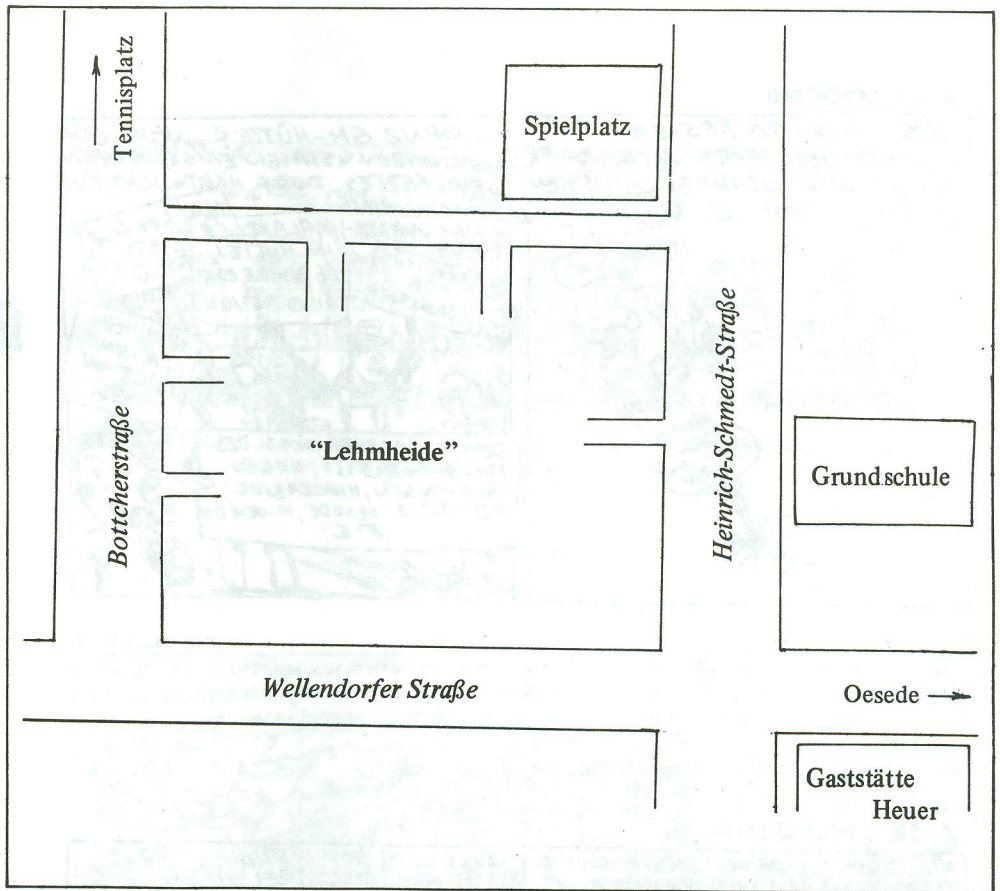 Tennisplatz
Spielplatz
Heinrich-Schmedt-Straße
Bottcherstraße
“Lehmheide”
Grundschule
Wellendorfer Straße
Oesede
Gaststätte
Heuer